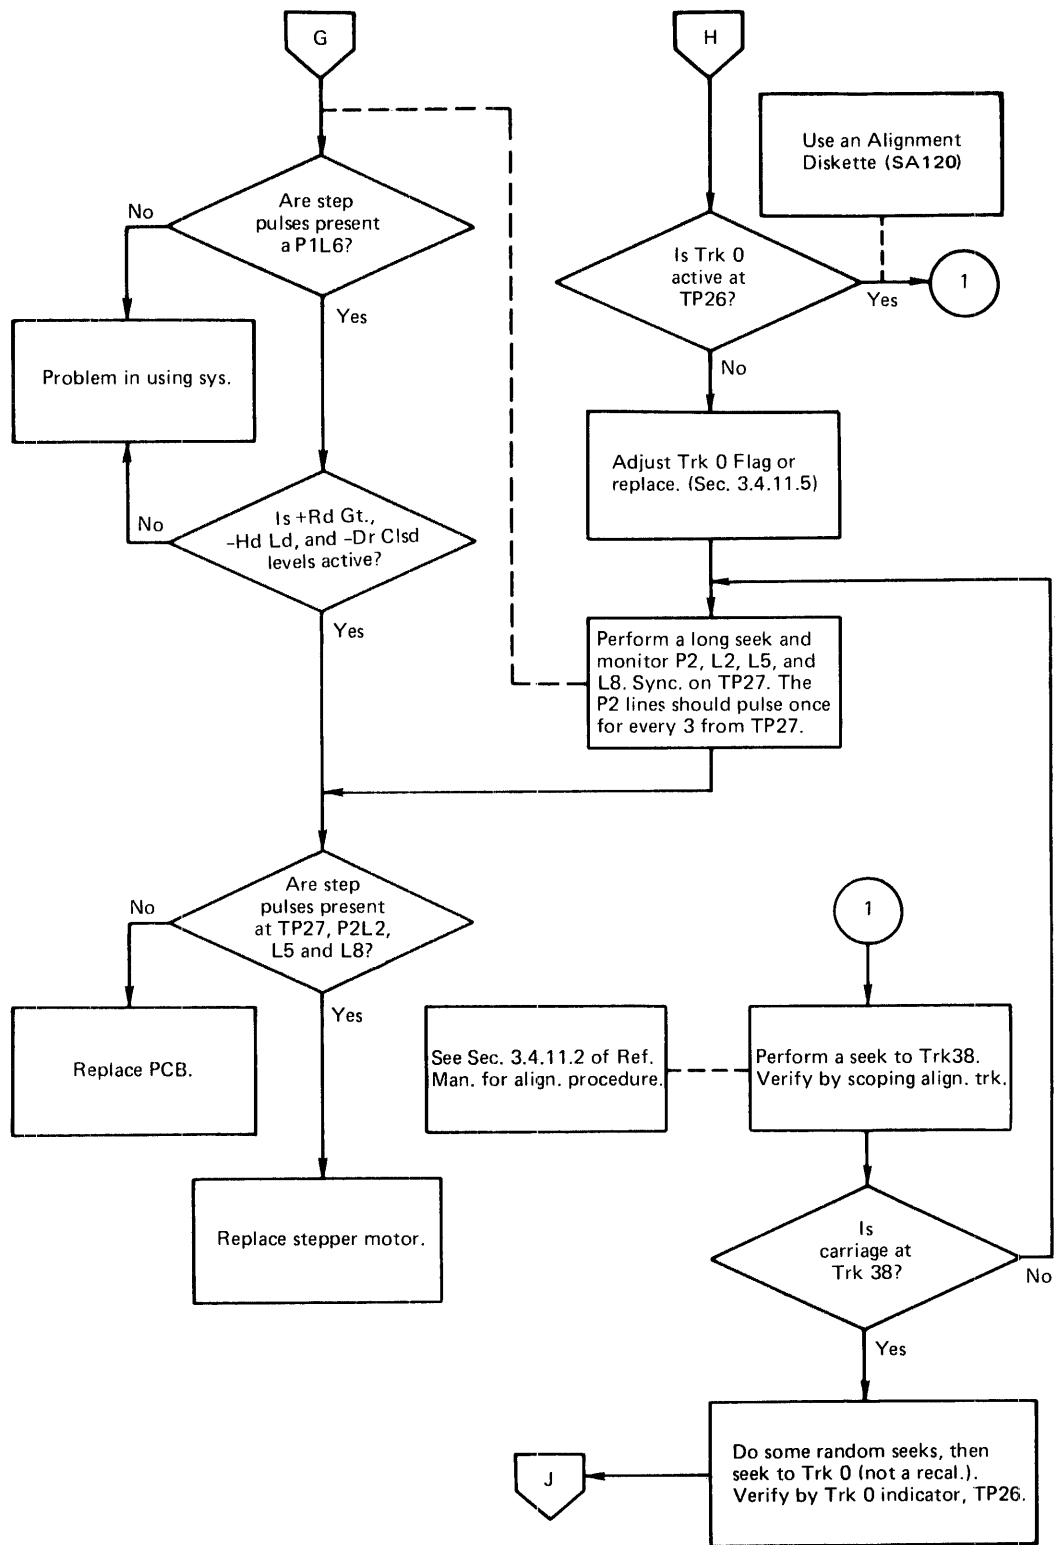 G
Are step
pulses present
a P1L6?
No
Yes
Problem in using sys.
Is +Rd Gt.,
-Hd Ld, and -Dr Clsd
levels active?
No
Yes
Are step
pulses present
at TP27, P2L2,
L5 and L8?
No
Yes
Replace PCB.
Replace stepper motor.
H
Use an Alignment
Diskette (SA120)
Is Trk 0
active at
TP26?
Yes
1
No
Adjust Trk 0 Flag or
replace. (Sec. 3.4.11.5)
Perform a long seek and
monitor P2, L2, L5, and
L8. Sync. on TP27. The
P2 lines should pulse once
for every 3 from TP27.
1
See Sec. 3.4.11.2 of Ref.
Man. for align. procedure.
Perform a seek to Trk38.
Verify by scoping align. trk.
Is
carriage at
Trk 38?
No
Yes
Do some random seeks, then
seek to Trk 0 (not a recal.).
Verify by Trk 0 indicator, TP26.
J